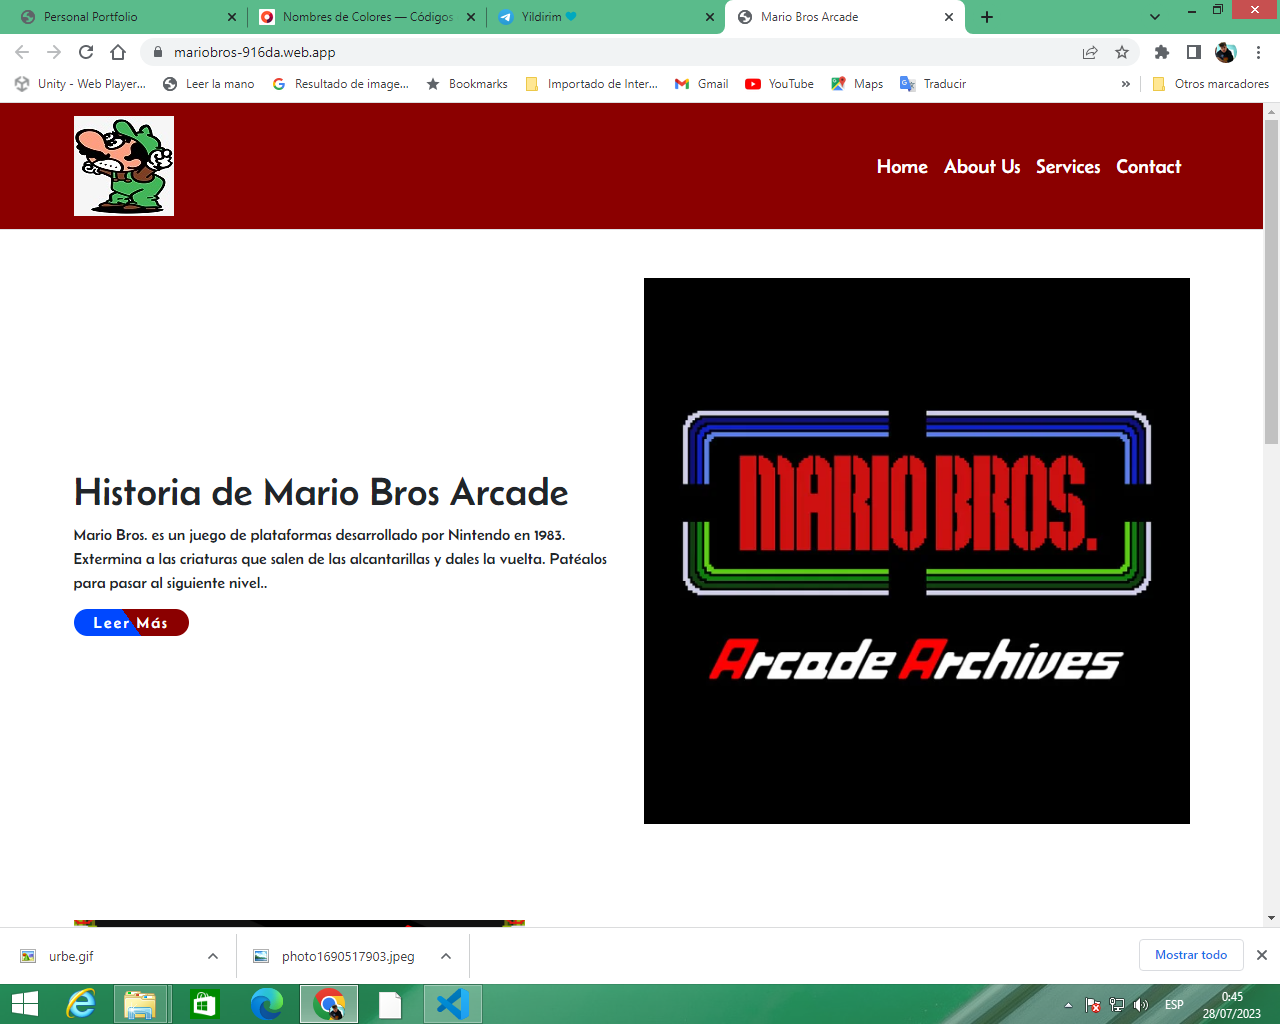 Personal Portfolio
Nombres de Colores — Códigos
Yildirim
Mario Bros Arcade
mariobros-916da.web.app
Unity - Web Player...
Leer la mano
Resultado de image...
Bookmarks
Importado de Inter...
Gmail
YouTube
Maps
Traducir
»
Otros marcadores
Home
About Us
Services
Contact
MARIO BROS.
Arcade Archives
Historia de Mario Bros Arcade
Mario Bros. es un juego de plataformas desarrollado por Nintendo en 1983.
Extermina a las criaturas que salen de las alcantarillas y dales la vuelta. Patéalos
para pasar al siguiente nivel..
Leer Más
urbe.gif
photo1690517903.jpeg
Mostrar todo
ESP
0:45
28/07/2023